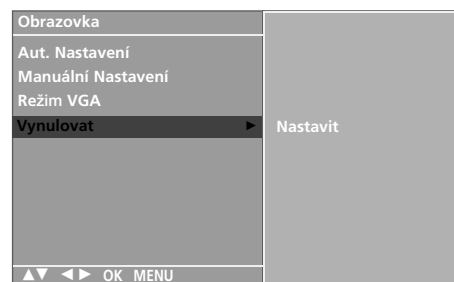 Obrazovka
Aut. Nastavení
Manuální Nastavení
Režim VGA
Vynulovat ►
Nastavit
▲▼ ◄► OK MENU